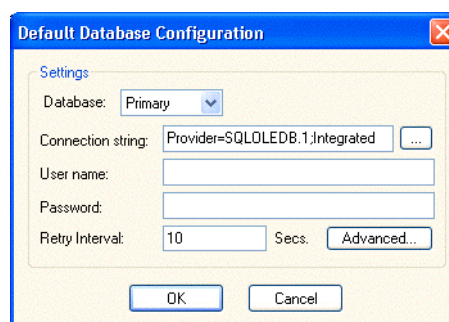 Default Database Configuration
Settings
Database: Primary
Connection string: Provider=SQLOLEDB.1;Integrated ...
User name:
Password:
Retry Interval: 10 Secs. Advanced...
OK Cancel